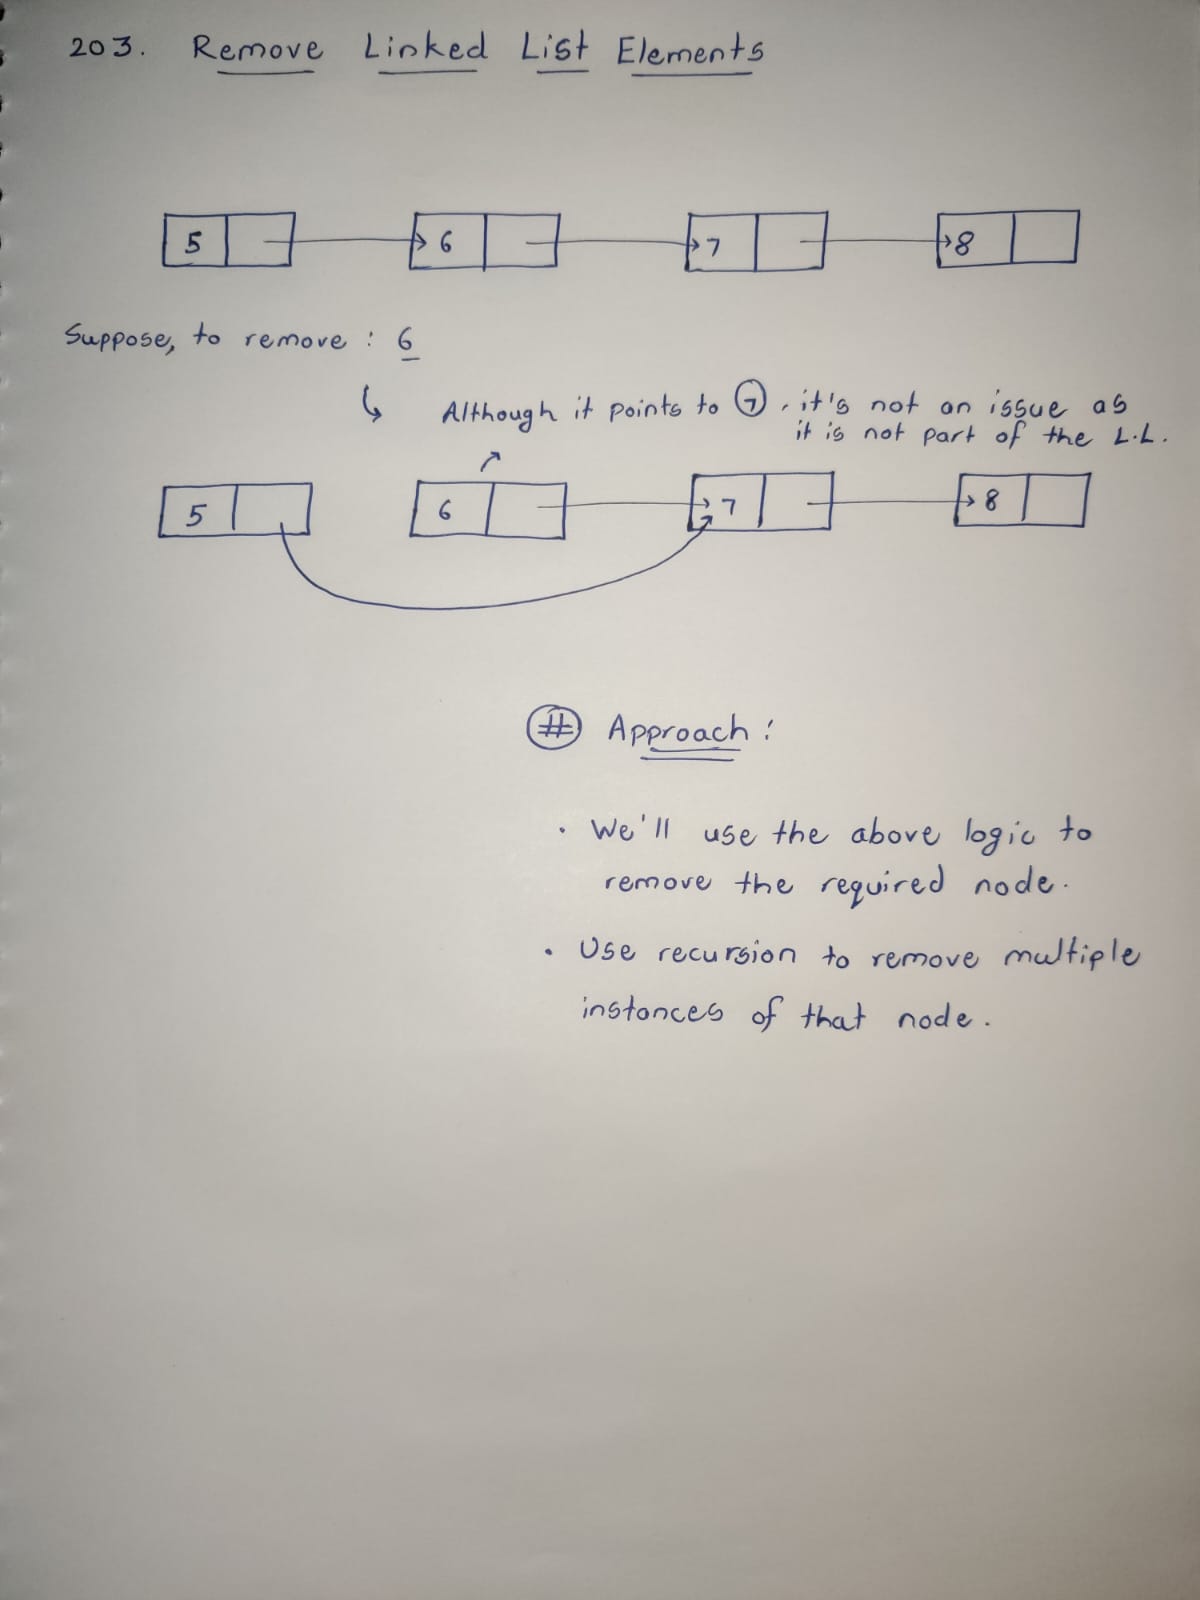 203. Remove Linked List Elements
5 6 7 8
Suppose, to remove : 6
Although it points to 7, it's not an issue as
it is not part of the L.L.
5 6 7 8
# Approach :
• We'll use the above logic to
remove the required node.
• Use recursion to remove multiple
instances of that node.